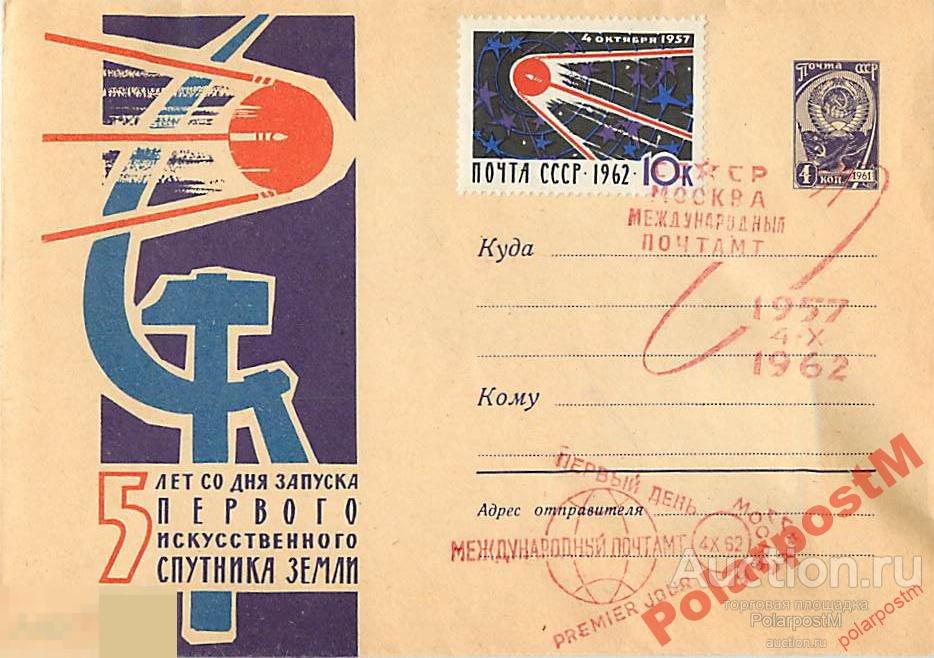 4 ОКТЯБРЯ 1957
ПОЧТА СССР · 1962 · 10К
Почта СССР
4 коп. 1961
СССР
МОСКВА
МЕЖДУНАРОДНЫЙ
ПОЧТАМТ
1957
4-X
1962
Куда
Кому
Адрес отправителя
5 ЛЕТ СО ДНЯ ЗАПУСКА
ПЕРВОГО
ИСКУССТВЕННОГО
СПУТНИКА ЗЕМЛИ
ПЕРВЫЙ ДЕНЬ
МЕЖДУНАРОДНЫЙ ПОЧТАМТ
4X62
PREMIER JOUR
PolarpostM
Auction.ru
торговая площадка
PolarpostM
auction.ru
polarpostm